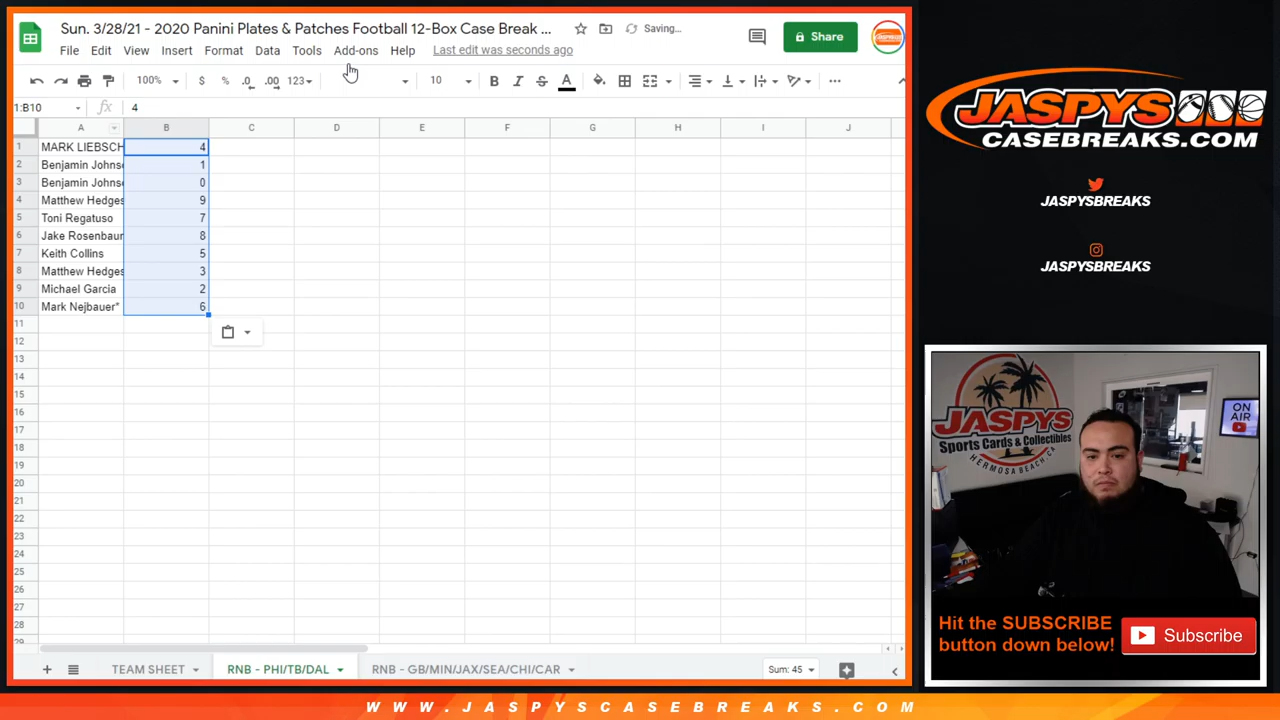 Sun. 3/28/21 - 2020 Panini Plates & Patches Football 12-Box Case Break ...
Saving...
Share
File Edit View Insert Format Data Tools Add-ons Help Last edit was seconds ago
100% $ % .0 .00 123 10 B I S A
1:B10 fx 4
A B C D E F G H I J
1 MARK LIEBSCH 4
2 Benjamin Johnso 1
3 Benjamin Johnso 0
4 Matthew Hedges 9
5 Toni Regatuso 7
6 Jake Rosenbaum 8
7 Keith Collins 5
8 Matthew Hedges 3
9 Michael Garcia 2
10 Mark Nejbauer* 6
11
12
13
14
15
16
17
18
19
20
21
22
23
24
25
26
27
28
29
TEAM SHEET RNB - PHI/TB/DAL RNB - GB/MIN/JAX/SEA/CHI/CAR Sum: 45
JASPYS
CASEBREAKS.COM
JASPYSBREAKS
JASPYSBREAKS
JASPYS
Sports Cards & Collectibles
HERMOSA BEACH, CA
ON
AIR
Hit the SUBSCRIBE
button down below!
Subscribe
WWW.JASPYSCASEBREAKS.COM